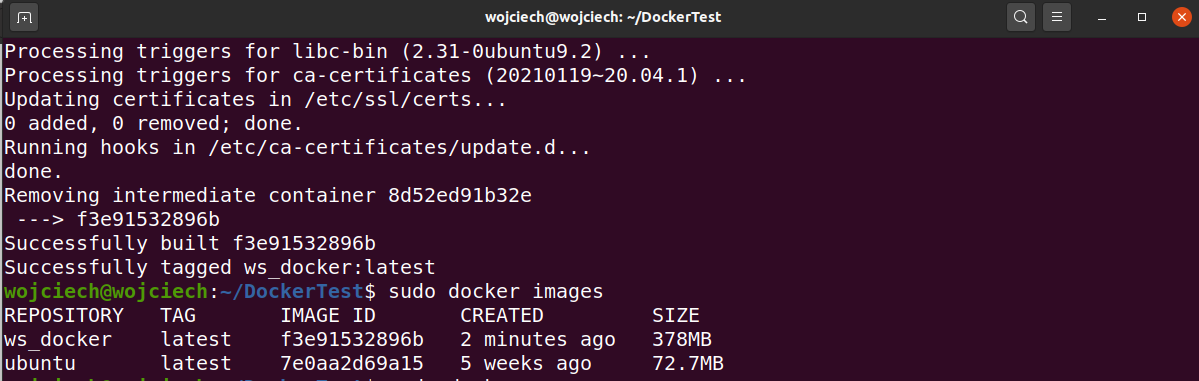 wojciech@wojciech: ~/DockerTest
Processing triggers for libc-bin (2.31-0ubuntu9.2) ...
Processing triggers for ca-certificates (20210119~20.04.1) ...
Updating certificates in /etc/ssl/certs...
0 added, 0 removed; done.
Running hooks in /etc/ca-certificates/update.d...
done.
Removing intermediate container 8d52ed91b32e
 ---> f3e91532896b
Successfully built f3e91532896b
Successfully tagged ws_docker:latest
wojciech@wojciech:~/DockerTest$ sudo docker images
REPOSITORY   TAG       IMAGE ID       CREATED         SIZE
ws_docker    latest    f3e91532896b   2 minutes ago   378MB
ubuntu       latest    7e0aa2d69a15   5 weeks ago     72.7MB